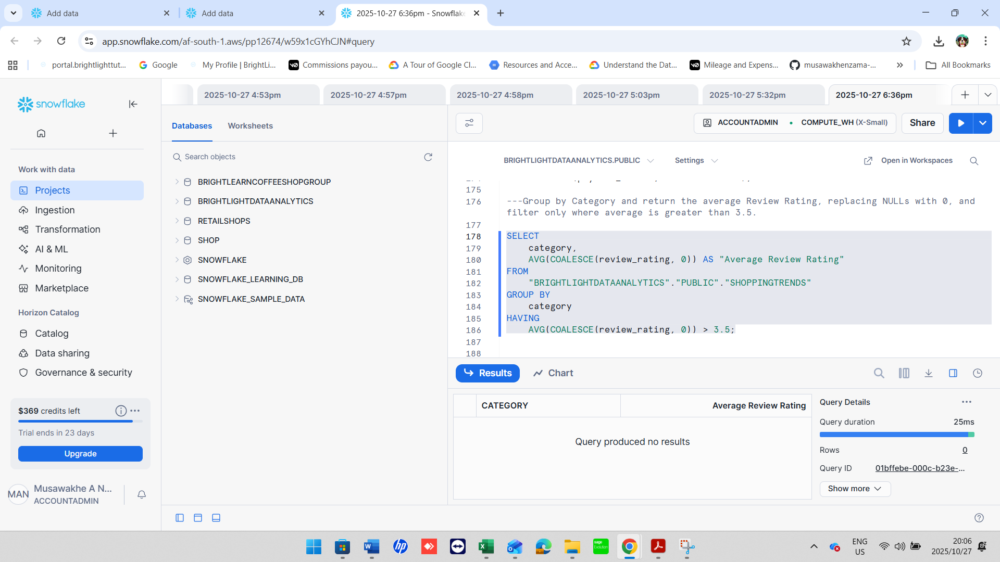 Add data
Add data
2025-10-27 6:36pm - Snowflake
app.snowflake.com/af-south-1.aws/pp12674/w59x1cGYhCJN#query
portal.brightlighttut...
Google
My Profile | BrightLi...
Commissions payou...
A Tour of Google Cl...
Resources and Acce...
Understand the Dat...
Mileage and Expens...
musawakhenzama-...
All Bookmarks
snowflake
2025-10-27 4:53pm
2025-10-27 4:57pm
2025-10-27 4:58pm
2025-10-27 5:03pm
2025-10-27 5:32pm
2025-10-27 6:36pm
Databases
Worksheets
ACCOUNTADMIN
COMPUTE_WH (X-Small)
Share
Search objects
BRIGHTLIGHTDATAANALYTICS.PUBLIC
Settings
Open in Workspaces
Work with data
Projects
Ingestion
Transformation
AI & ML
Monitoring
Marketplace
Horizon Catalog
Catalog
Data sharing
Governance & security
BRIGHTLEARNCOFFEESHOPGROUP
BRIGHTLIGHTDATAANALYTICS
RETAILSHOPS
SHOP
SNOWFLAKE
SNOWFLAKE_LEARNING_DB
SNOWFLAKE_SAMPLE_DATA
175
176 ---Group by Category and return the average Review Rating, replacing NULLs with 0, and
filter only where average is greater than 3.5.
177
178 SELECT
179 category,
180 AVG(COALESCE(review_rating, 0)) AS "Average Review Rating"
181 FROM
182 "BRIGHTLIGHTDATAANALYTICS"."PUBLIC"."SHOPPINGTRENDS"
183 GROUP BY
184 category
185 HAVING
186 AVG(COALESCE(review_rating, 0)) > 3.5;
187
188
Results
Chart
CATEGORY
Average Review Rating
Query produced no results
Query Details
Query duration
25ms
Rows
0
Query ID
01bffebe-000c-b23e-...
Show more
$369 credits left
Trial ends in 23 days
Upgrade
MAN
Musawakhe A N...
ACCOUNTADMIN
sage
Evolution
ENG
US
20:06
2025/10/27